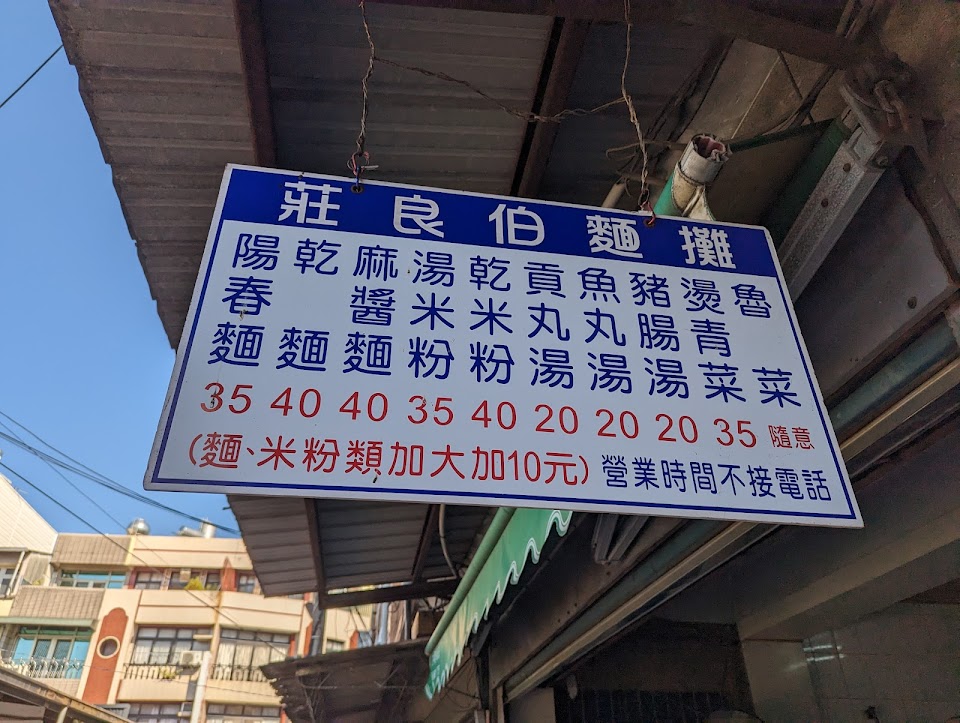 莊良伯麵攤
陽春麵 35
乾麵 40
麻醬麵 40
湯米粉 35
乾米粉 40
貢丸湯 20
魚丸湯 20
豬腸湯 20
燙青菜 35
魯菜 隨意
(麵、米粉類加大加10元) 營業時間不接電話